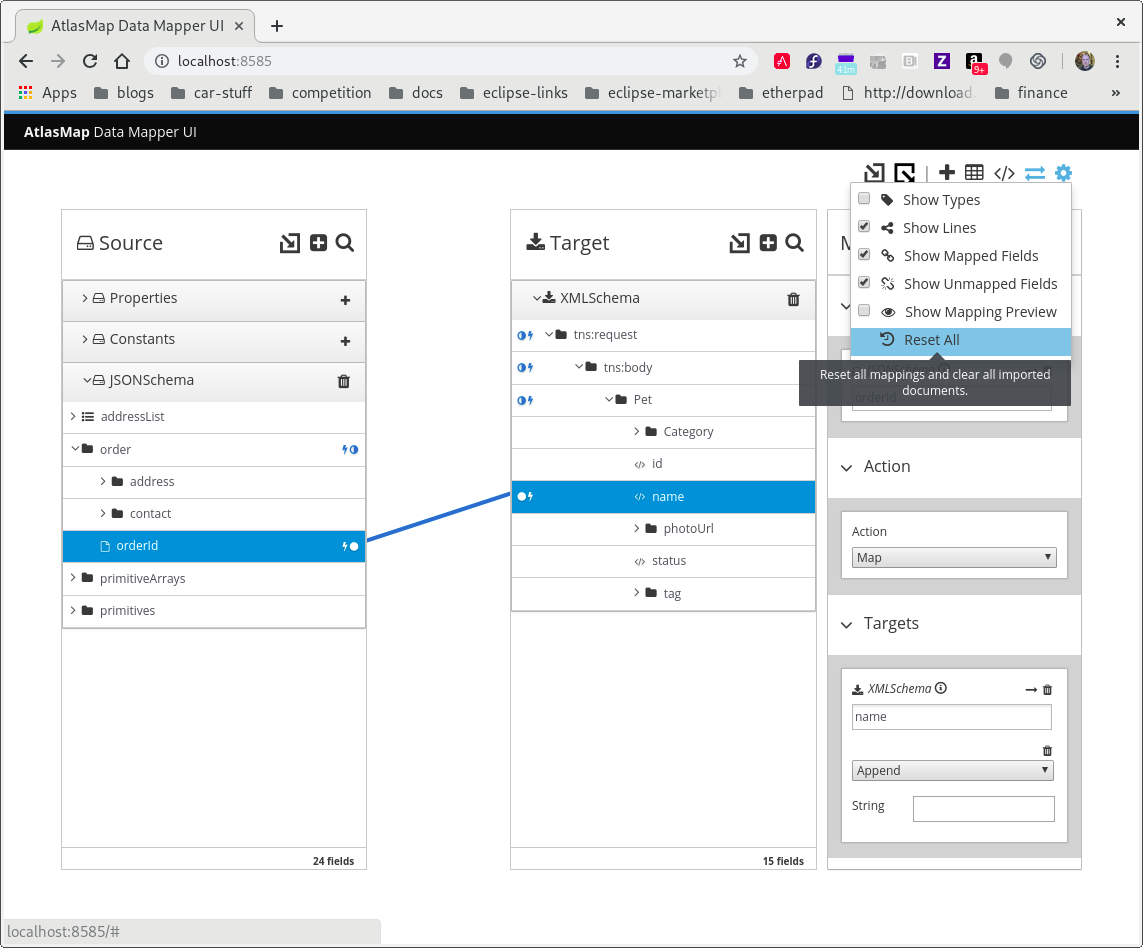 AtlasMap Data Mapper UI
localhost:8585
41m
9+
Apps
blogs
car-stuff
competition
docs
eclipse-links
eclipse-marketpl
etherpad
http://download.
finance
»
AtlasMap Data Mapper UI
Show Types
Show Lines
Show Mapped Fields
Show Unmapped Fields
Show Mapping Preview
Reset All
Reset all mappings and clear all imported
documents.
Source
Properties
Constants
JSONSchema
addressList
order
address
contact
orderId
primitiveArrays
primitives
24 fields
Target
XMLSchema
tns:request
tns:body
Pet
Category
id
name
photoUrl
status
tag
15 fields
M
orderId
Action
Action
Map
Targets
XMLSchema
name
Append
String
localhost:8585/#